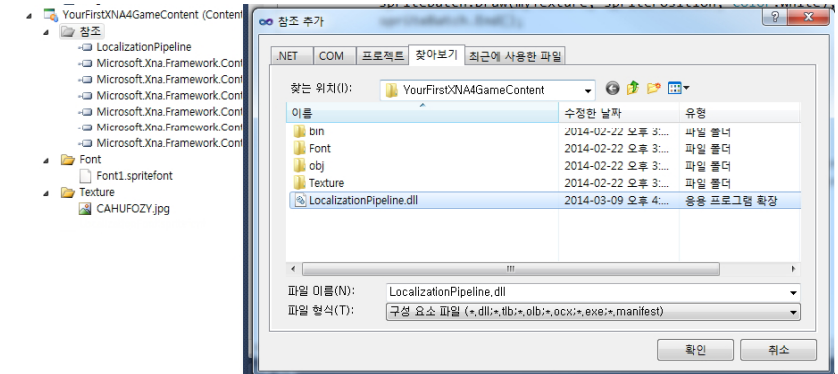 YourFirstXNA4GameContent (Content
참조
LocalizationPipeline
Microsoft.Xna.Framework.Cont
Microsoft.Xna.Framework.Cont
Microsoft.Xna.Framework.Cont
Microsoft.Xna.Framework.Cont
Microsoft.Xna.Framework.Cont
Microsoft.Xna.Framework.Cont
Font
Font1.spritefont
Texture
CAHUFOZY.jpg
참조 추가
.NET COM 프로젝트 찾아보기 최근에 사용한 파일
찾는 위치(I): YourFirstXNA4GameContent
이름 수정한 날짜 유형
bin 2014-02-22 오후 3:... 파일 폴더
Font 2014-02-22 오후 3:... 파일 폴더
obj 2014-02-22 오후 3:... 파일 폴더
Texture 2014-02-22 오후 3:... 파일 폴더
LocalizationPipeline.dll 2014-03-09 오후 4:... 응용 프로그램 확장
파일 이름(N): LocalizationPipeline.dll
파일 형식(T): 구성 요소 파일 (*.dll;*.tlb;*.olb;*.ocx;*.exe;*.manifest)
확인 취소